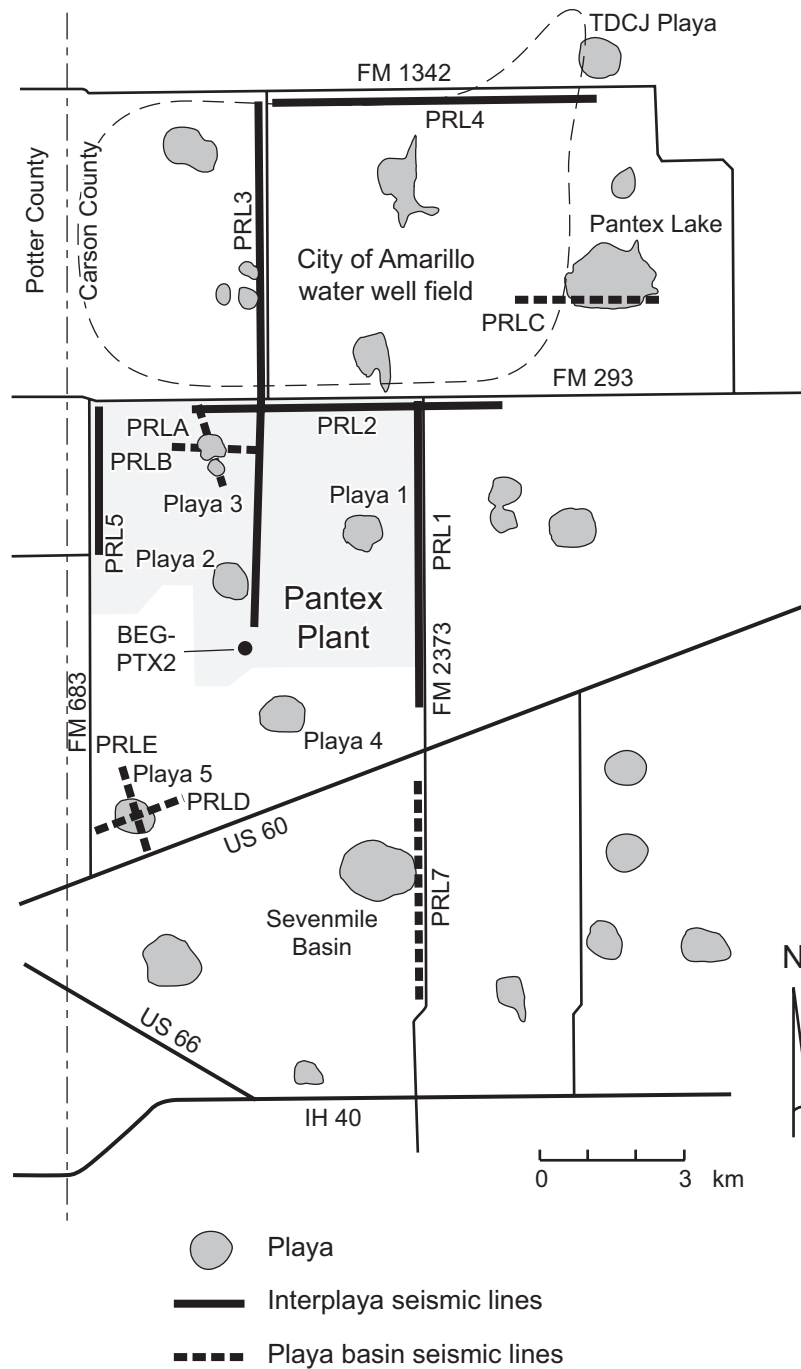 TDCJ Playa
FM 1342
PRL4
Potter County
Carson County
PRL3
Pantex Lake
City of Amarillo
water well field
PRLC
FM 293
PRLA
PRL2
PRLB
Playa 3
Playa 1
PRL5
PRL1
Playa 2
Pantex
Plant
BEG-
PTX2
FM 2373
FM 683
Playa 4
PRLE
Playa 5
PRLD
US 60
PRL7
Sevenmile
Basin
N
US 66
IH 40
0 3 km
Playa
Interplaya seismic lines
Playa basin seismic lines